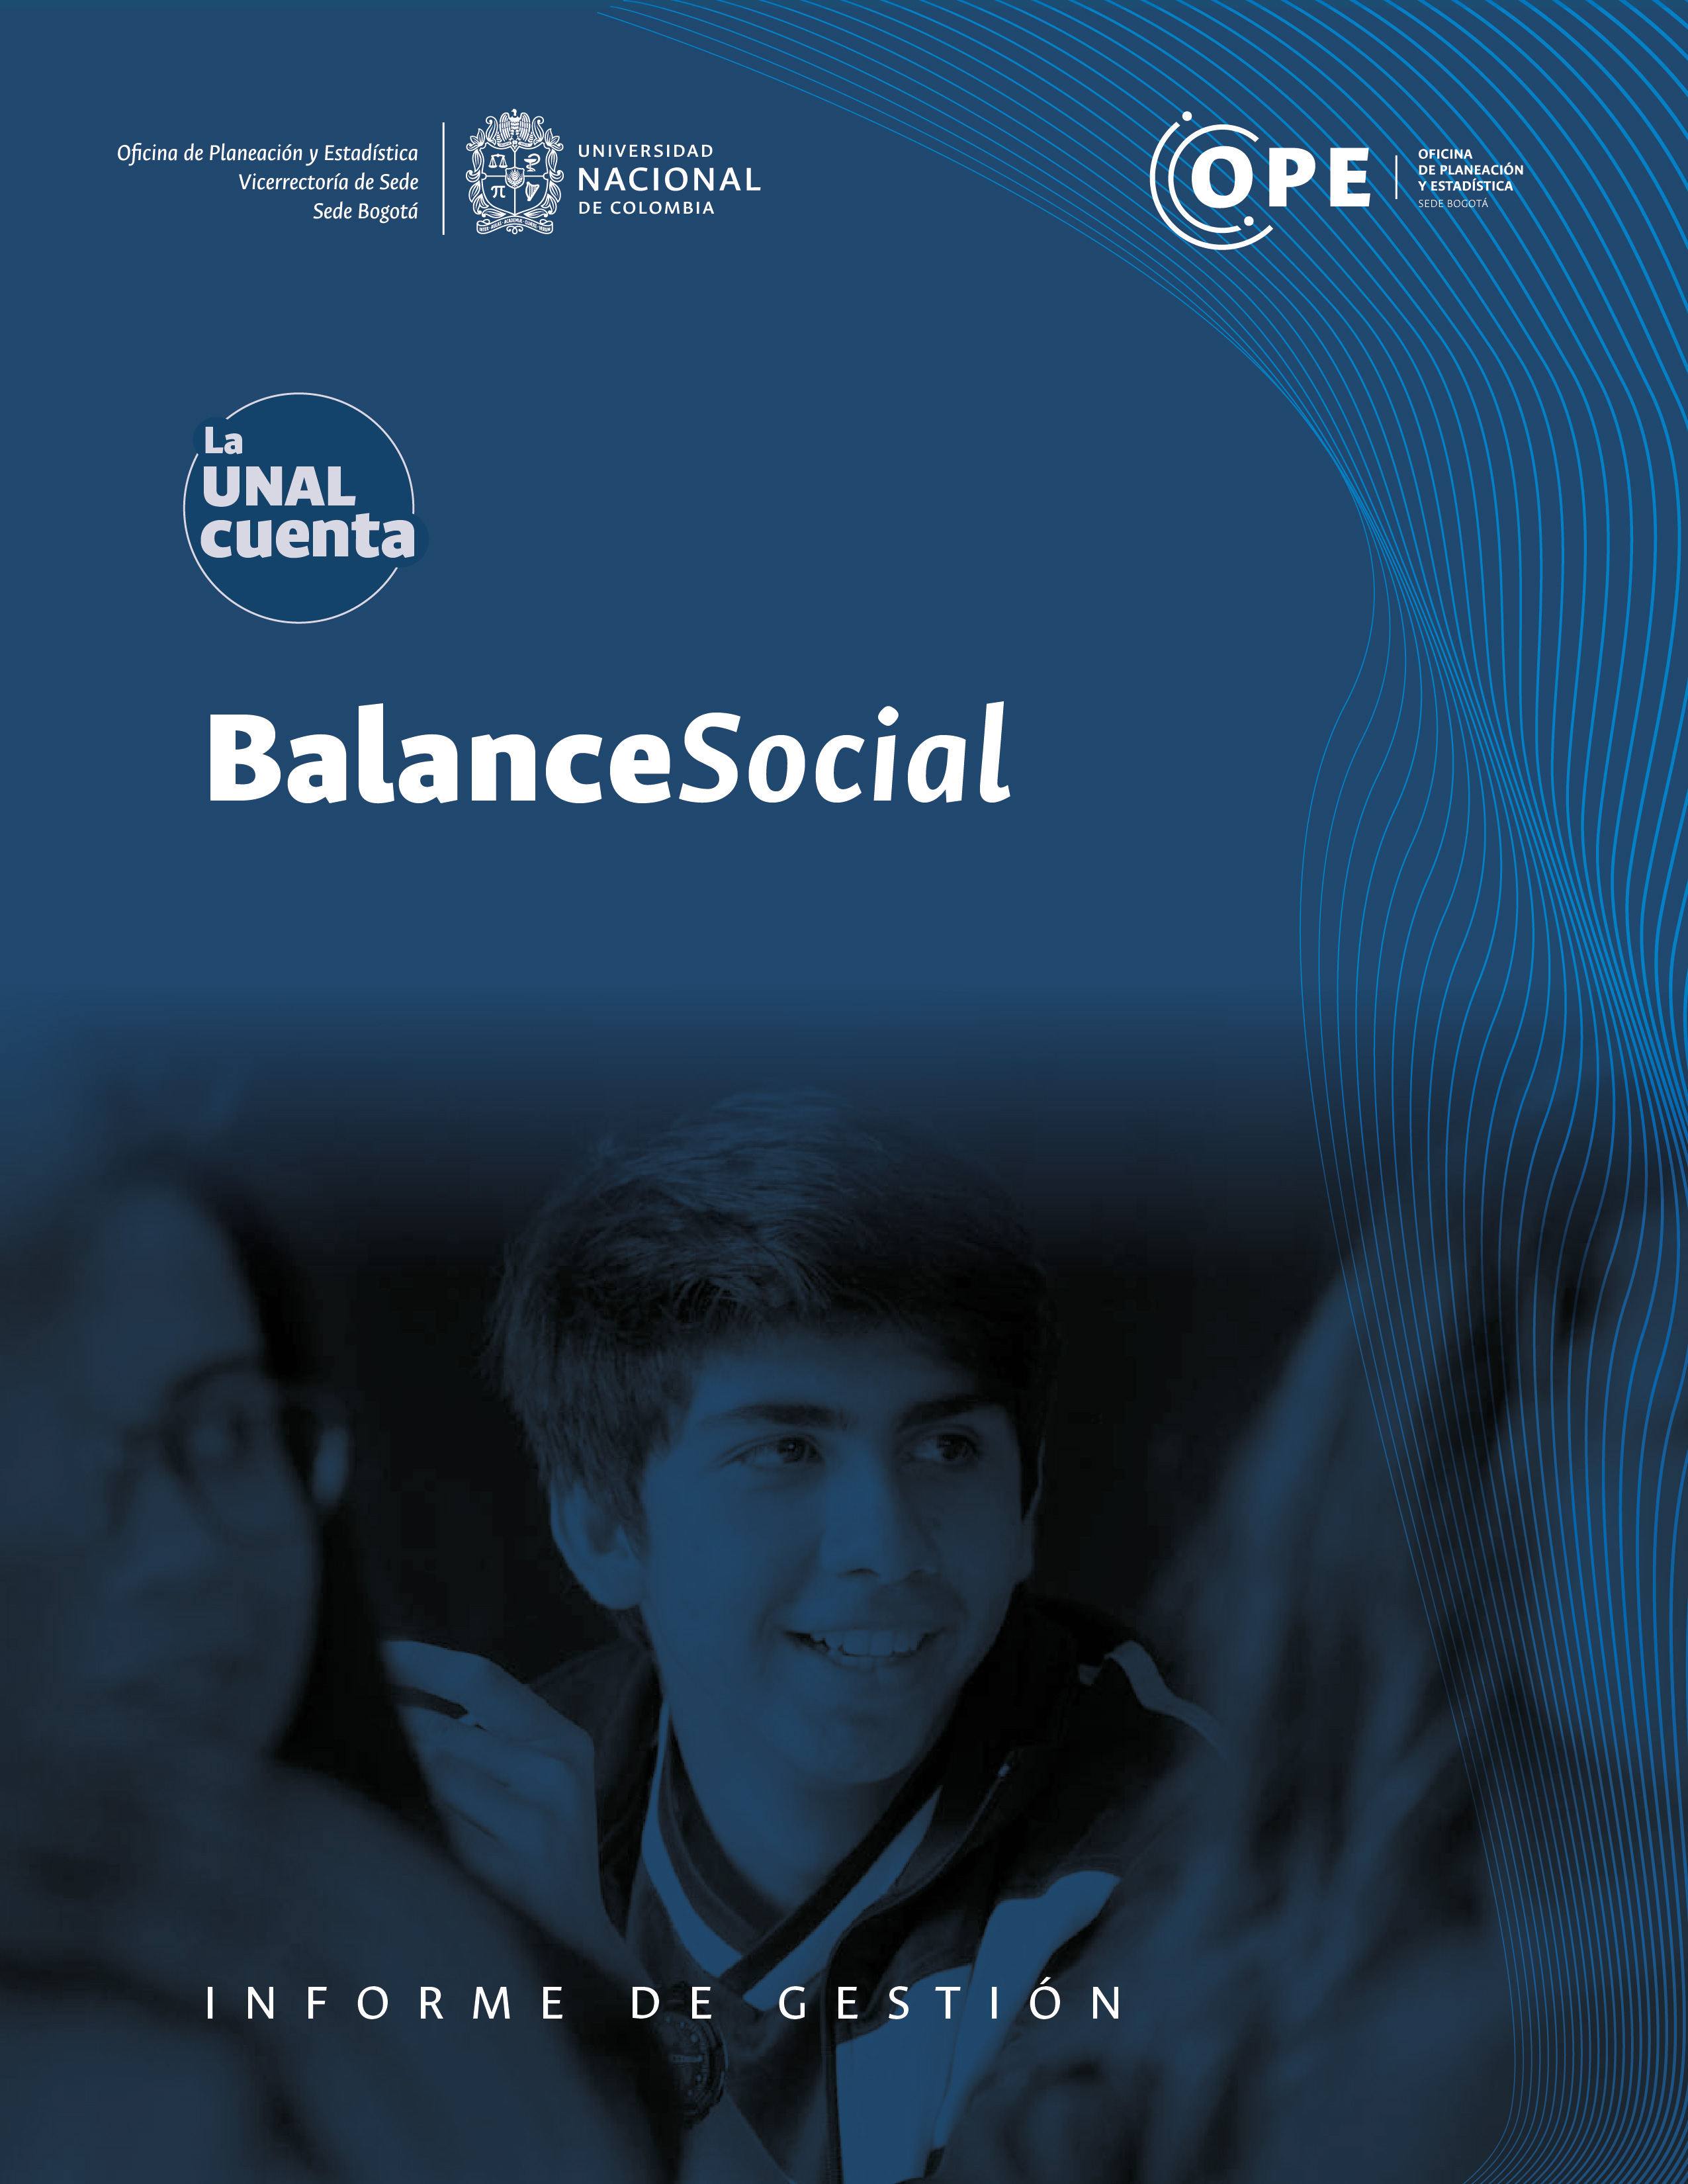 Oficina de Planeación y Estadística
Vicerrectoría de Sede
Sede Bogotá
UNIVERSIDAD
NACIONAL
DE COLOMBIA
OPE
OFICINA
DE PLANEACIÓN
Y ESTADÍSTICA
SEDE BOGOTÁ
La
UNAL
cuenta
BalanceSocial
INFORME DE GESTIÓN